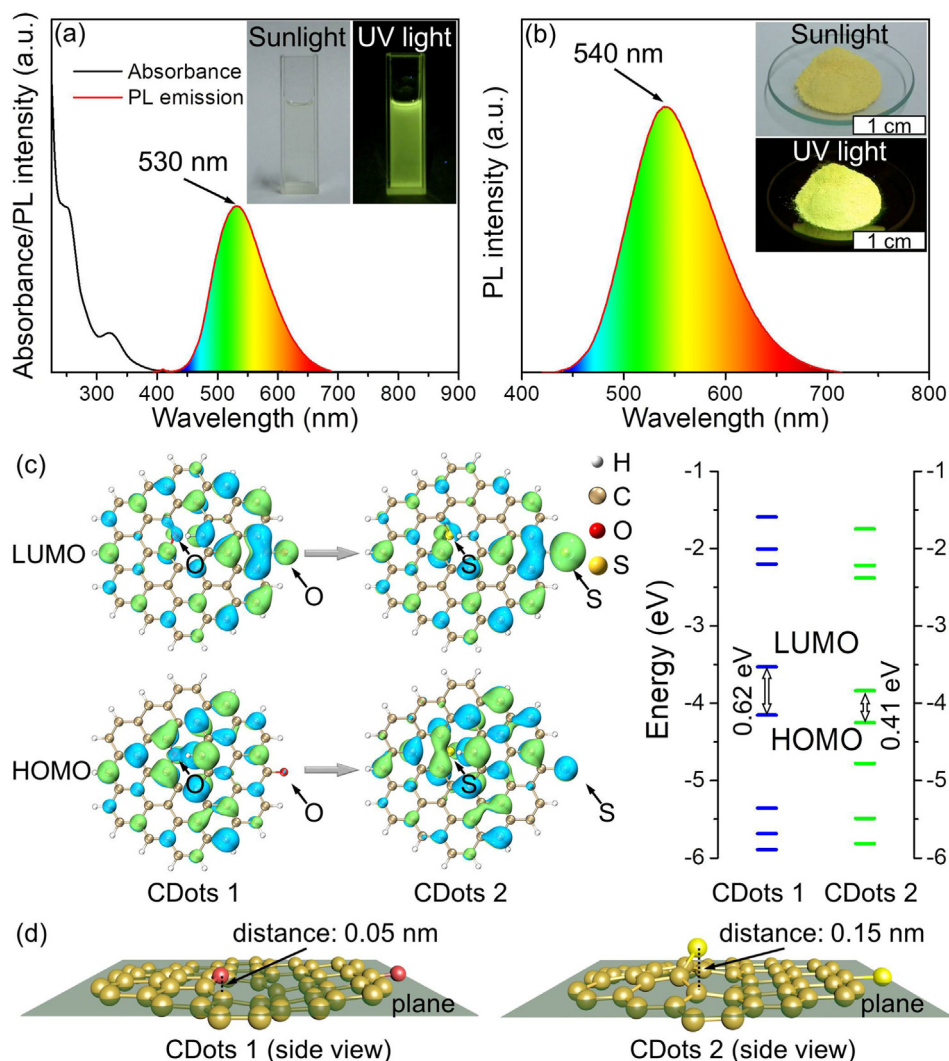 (a)
Absorbance
PL emission
530 nm
Sunlight
UV light
Absorbance/PL intensity (a.u.)
300 400 500 600 700 800 900
Wavelength (nm)
(b)
540 nm
Sunlight
1 cm
UV light
1 cm
PL intensity (a.u.)
400 500 600 700 800
Wavelength (nm)
(c)
LUMO
O
O
S
S
H
C
O
S
HOMO
O
O
S
S
CDots 1
CDots 2
Energy (eV)
-1
-2
-3
-4
-5
-6
LUMO
0.62 eV
0.41 eV
HOMO
-1
-2
-3
-4
-5
-6
CDots 1 CDots 2
(d)
distance: 0.05 nm
plane
CDots 1 (side view)
distance: 0.15 nm
plane
CDots 2 (side view)